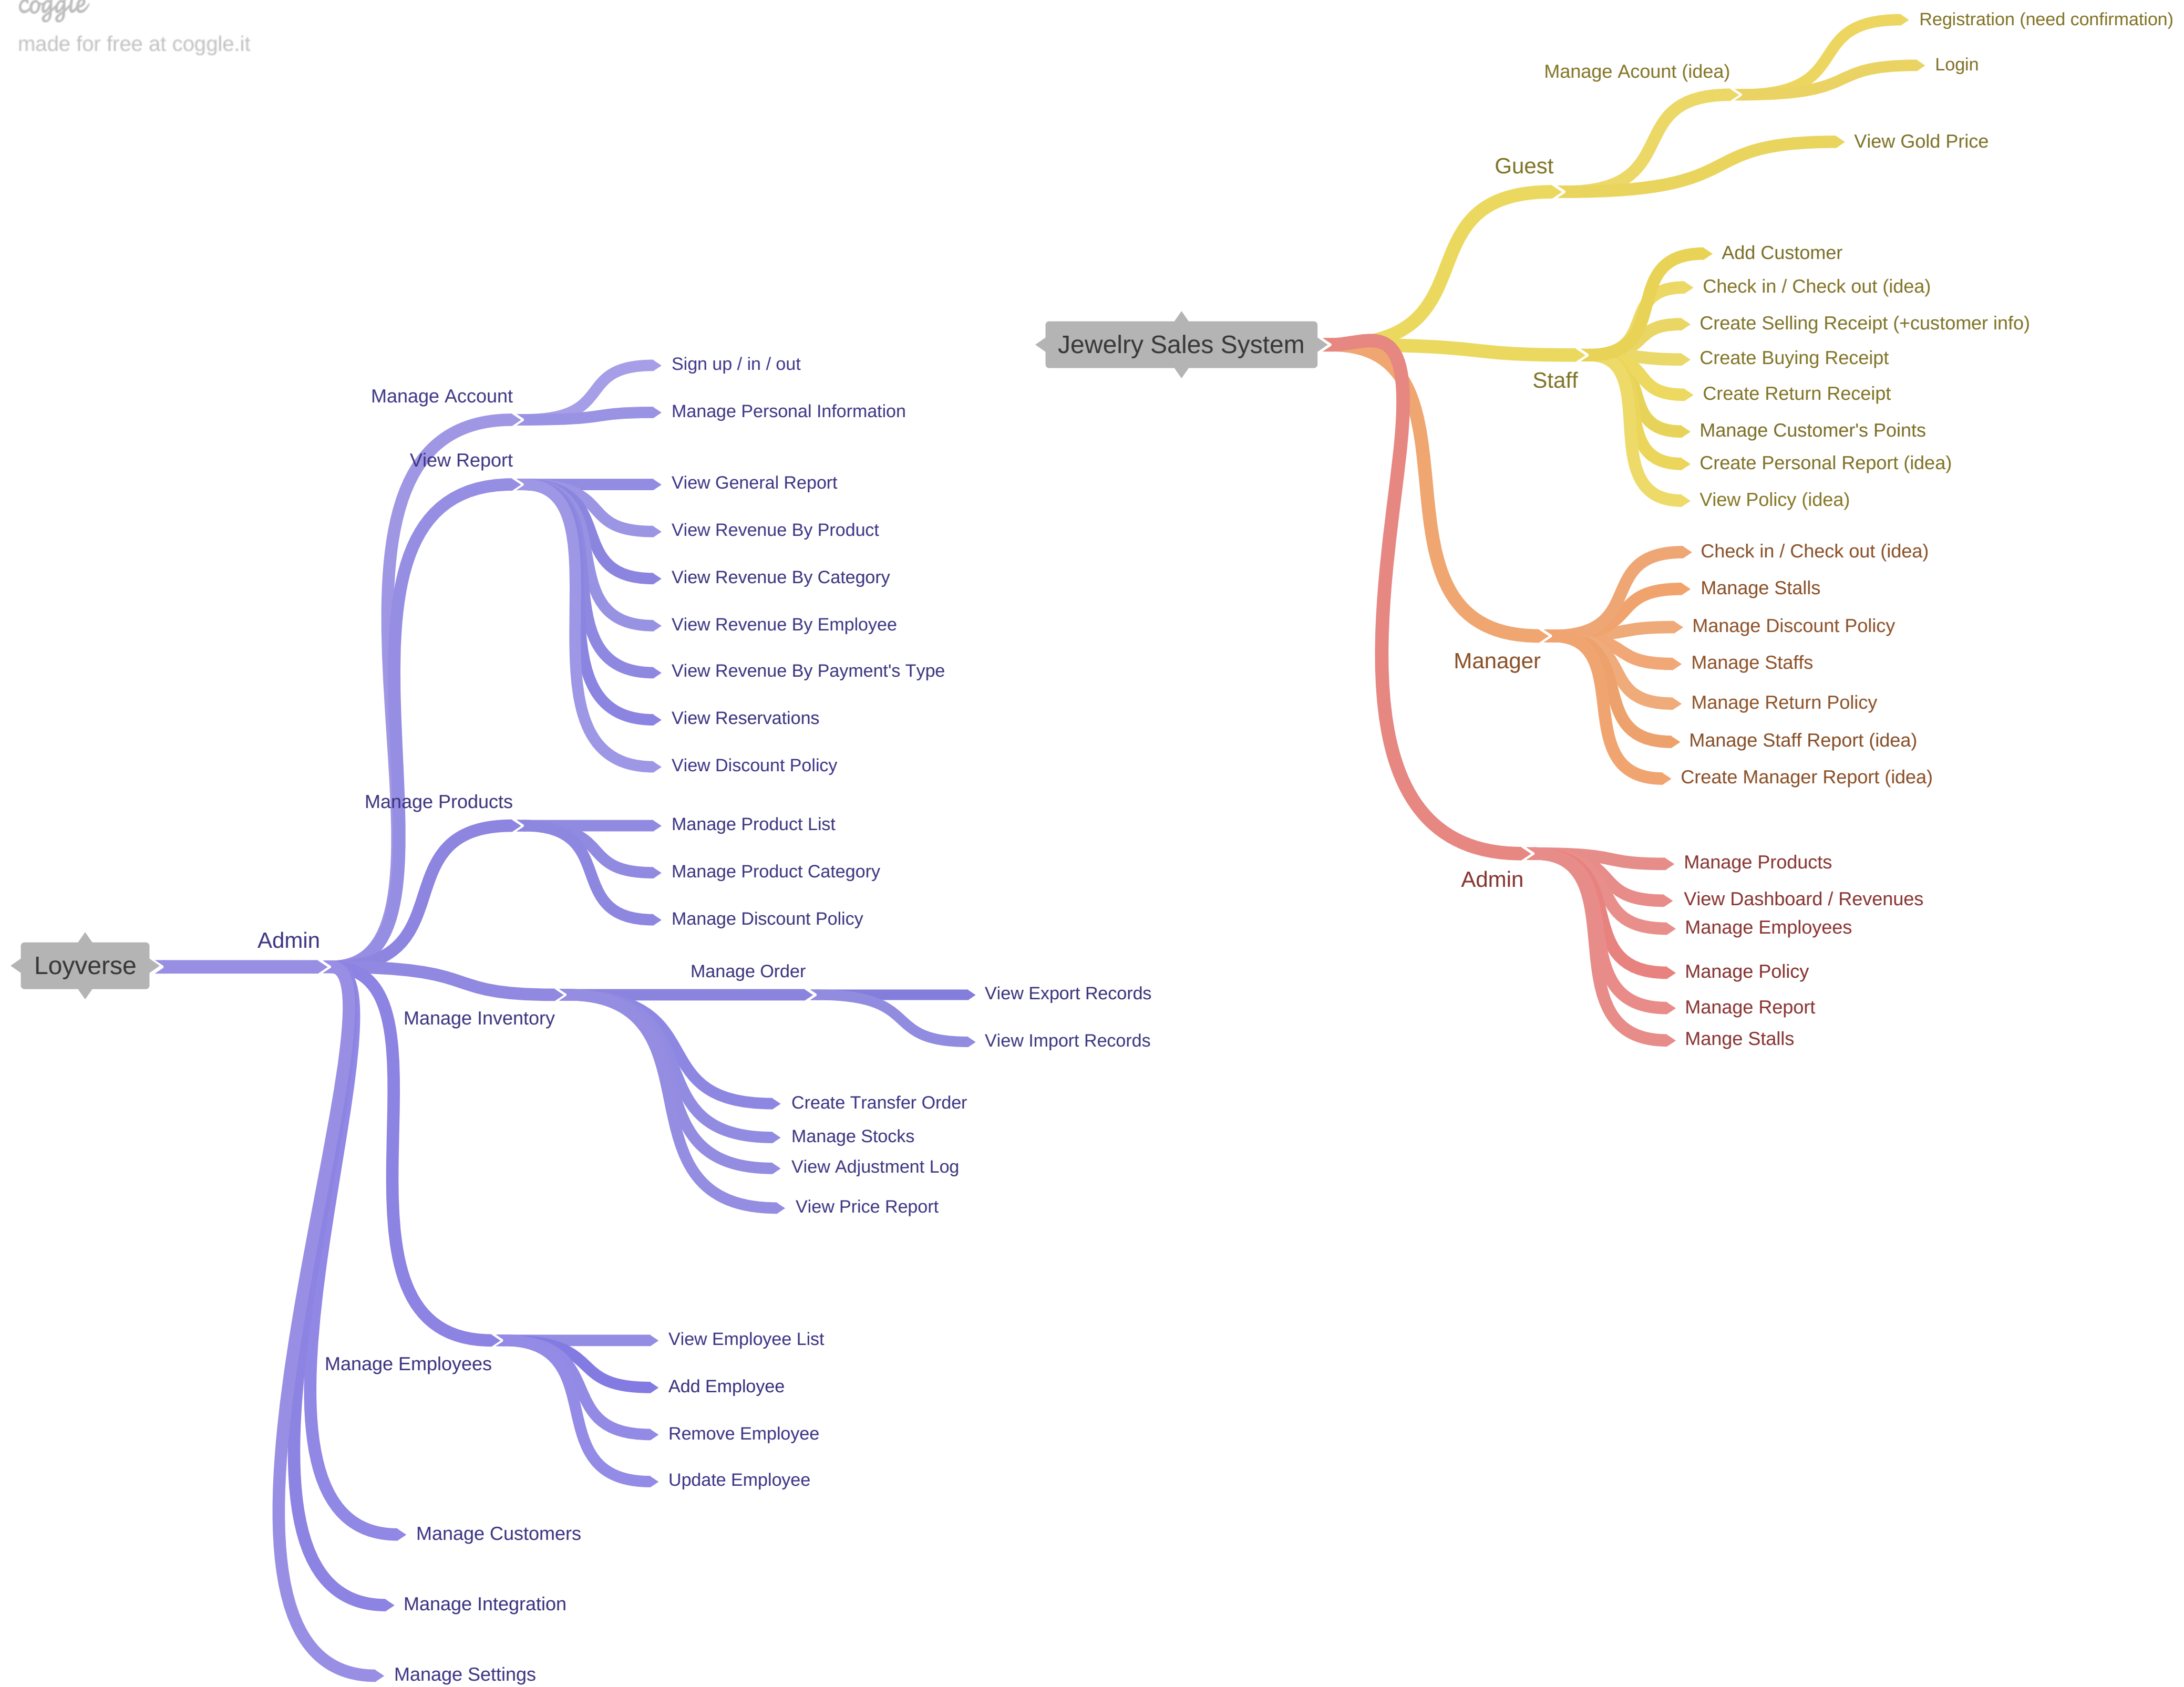 coggle
made for free at coggle.it
Loyverse
Admin
Manage Account
Sign up / in / out
Manage Personal Information
View Report
View General Report
View Revenue By Product
View Revenue By Category
View Revenue By Employee
View Revenue By Payment's Type
View Reservations
View Discount Policy
Manage Products
Manage Product List
Manage Product Category
Manage Discount Policy
Manage Inventory
Manage Order
View Export Records
View Import Records
Create Transfer Order
Manage Stocks
View Adjustment Log
View Price Report
Manage Employees
View Employee List
Add Employee
Remove Employee
Update Employee
Manage Customers
Manage Integration
Manage Settings
Jewelry Sales System
Guest
Manage Acount (idea)
Registration (need confirmation)
Login
View Gold Price
Staff
Add Customer
Check in / Check out (idea)
Create Selling Receipt (+customer info)
Create Buying Receipt
Create Return Receipt
Manage Customer's Points
Create Personal Report (idea)
View Policy (idea)
Manager
Check in / Check out (idea)
Manage Stalls
Manage Discount Policy
Manage Staffs
Manage Return Policy
Manage Staff Report (idea)
Create Manager Report (idea)
Admin
Manage Products
View Dashboard / Revenues
Manage Employees
Manage Policy
Manage Report
Mange Stalls